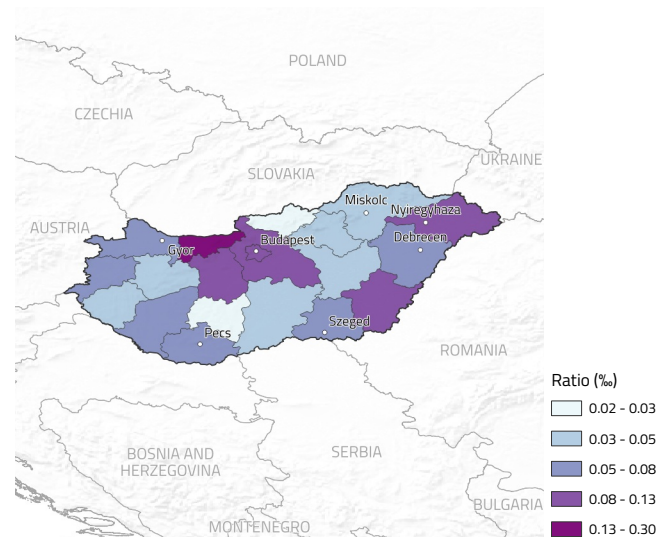 POLAND
CZECHIA
UKRAINE
SLOVAKIA
Miskolc
Nyiregyhaza
AUSTRIA
Budapest
Debrecen
Gyor
Szeged
Pecs
ROMANIA
Ratio (‰)
0.02 - 0.03
0.03 - 0.05
0.05 - 0.08
0.08 - 0.13
0.13 - 0.30
BOSNIA AND
HERZEGOVINA
SERBIA
BULGARIA
MONTENEGRO